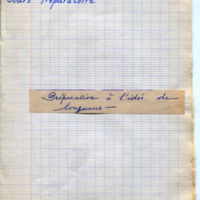 Cours Préparatoire
Préparation à l'idée de
longueur —